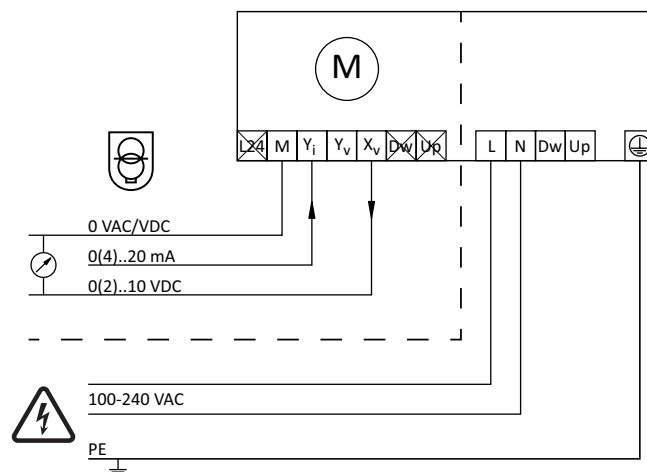 M
L24 M Yi Yv Xv Dw Up L N Dw Up
0 VAC/VDC
0(4)..20 mA
0(2)..10 VDC
100-240 VAC
PE